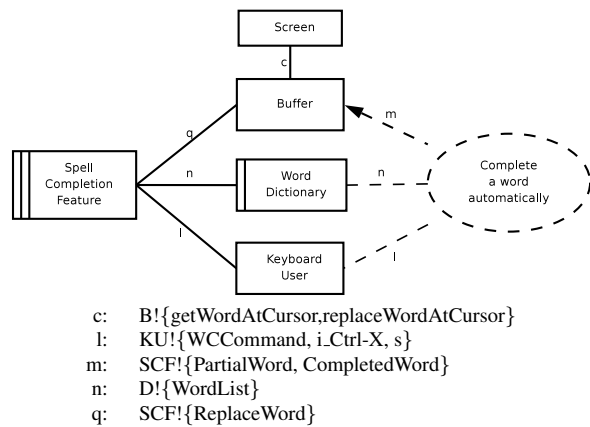 Screen
c
Buffer
m
q
Spell
Completion
Feature
n
Word
Dictionary
n
Complete
a word
automatically
l
Keyboard
User
l
c: B!{getWordAtCursor,replaceWordAtCursor}
l: KU!{WCCommand, i_Ctrl-X, s}
m: SCF!{PartialWord, CompletedWord}
n: D!{WordList}
q: SCF!{ReplaceWord}